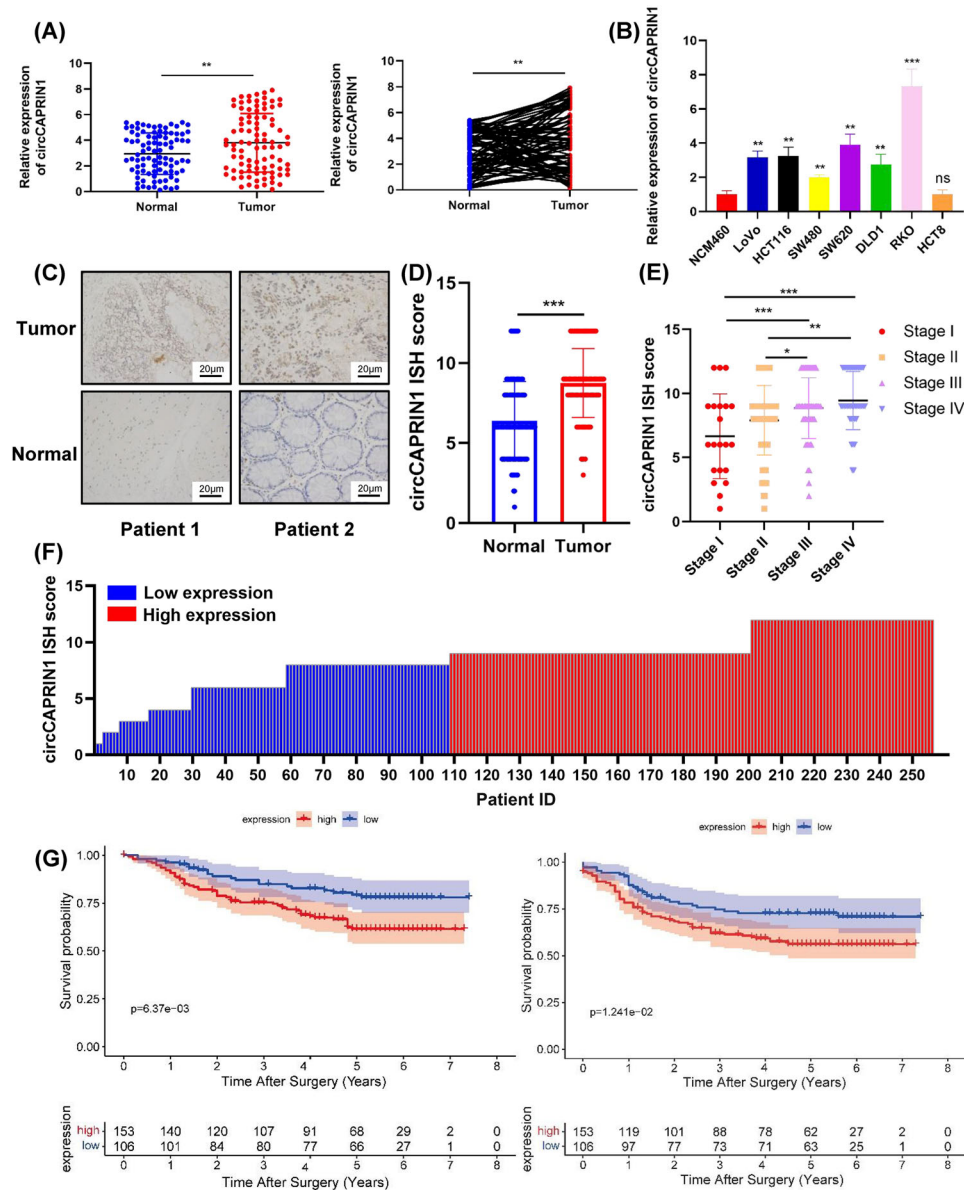 (A)
Relative expression
of circCAPRIN1
10
8
6
4
2
0
**
Normal
Tumor
Relative expression
of circCAPRIN1
10
8
6
4
2
0
**
Normal
Tumor
(B)
Relative expression of circCAPRIN1
10
8
6
4
2
0
**
**
**
**
**
***
ns
NCM460
LoVo
HCT116
SW480
SW620
DLD1
RKO
HCT8
(C)
Tumor
Normal
20μm
20μm
20μm
20μm
Patient 1
Patient 2
(D)
circCAPRIN1 ISH score
15
10
5
0
***
Normal
Tumor
(E)
circCAPRIN1 ISH score
15
10
5
0
***
***
**
*
Stage I
Stage II
Stage III
Stage IV
Stage I
Stage II
Stage III
Stage IV
(F)
circCAPRIN1 ISH score
15
10
5
0
Low expression
High expression
10 20 30 40 50 60 70 80 90 100 110 120 130 140 150 160 170 180 190 200 210 220 230 240 250
Patient ID
(G)
expression high low
Survival probability
1.00
0.75
0.50
0.25
0.00
p=6.37e−03
0 1 2 3 4 5 6 7 8
Time After Surgery (Years)
expression
high 153 140 120 107 91 68 29 2 0
low 106 101 84 80 77 66 27 1 0
0 1 2 3 4 5 6 7 8
Time After Surgery (Years)
expression high low
Survival probability
1.00
0.75
0.50
0.25
0.00
p=1.241e−02
0 1 2 3 4 5 6 7 8
Time After Surgery (Years)
expression
high 153 119 101 88 78 62 27 2 0
low 106 97 77 73 71 63 25 1 0
0 1 2 3 4 5 6 7 8
Time After Surgery (Years)